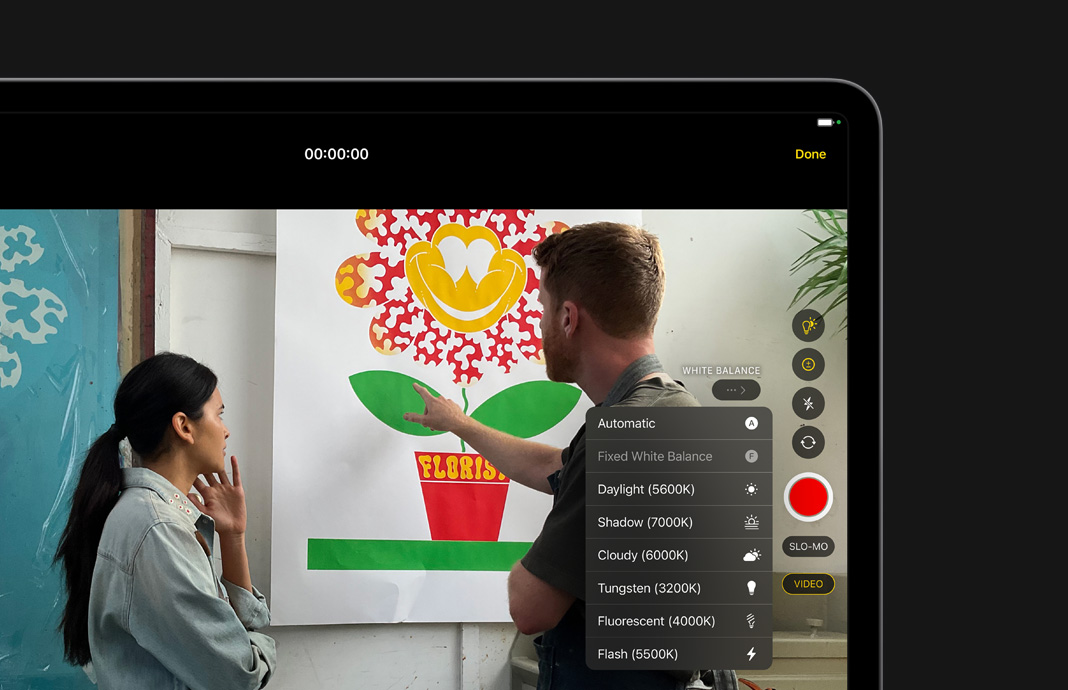 00:00:00
Done
FLORIST
WHITE BALANCE
Automatic
A
Fixed White Balance
F
Daylight (5600K)
Shadow (7000K)
Cloudy (6000K)
Tungsten (3200K)
Fluorescent (4000K)
Flash (5500K)
SLO-MO
VIDEO